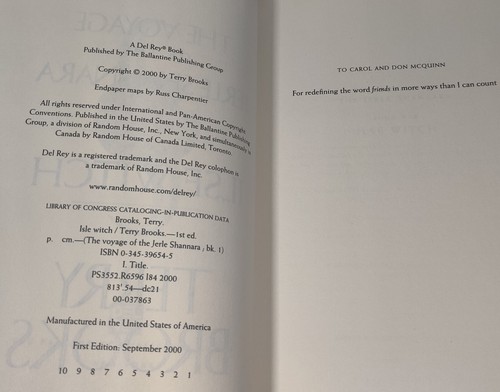 A Del Rey® Book
Published by The Ballantine Publishing Group
Copyright © 2000 by Terry Brooks
Endpaper maps by Russ Charpentier
All rights reserved under International and Pan-American Copyright
Conventions. Published in the United States by The Ballantine Publishing
Group, a division of Random House, Inc., New York, and simultaneously in
Canada by Random House of Canada Limited, Toronto.
Del Rey is a registered trademark and the Del Rey colophon is
a trademark of Random House, Inc.
www.randomhouse.com/delrey/
LIBRARY OF CONGRESS CATALOGING-IN-PUBLICATION DATA
Brooks, Terry.
Isle witch / Terry Brooks.—1st ed.
p. cm.—(The voyage of the Jerle Shannara ; bk. 1)
ISBN 0-345-39654-5
I. Title.
PS3552.R6596 I84 2000
813'.54—dc21
00-037863
Manufactured in the United States of America
First Edition: September 2000
10 9 8 7 6 5 4 3 2 1
TO CAROL AND DON MCQUINN
For redefining the word friends in more ways than I can count